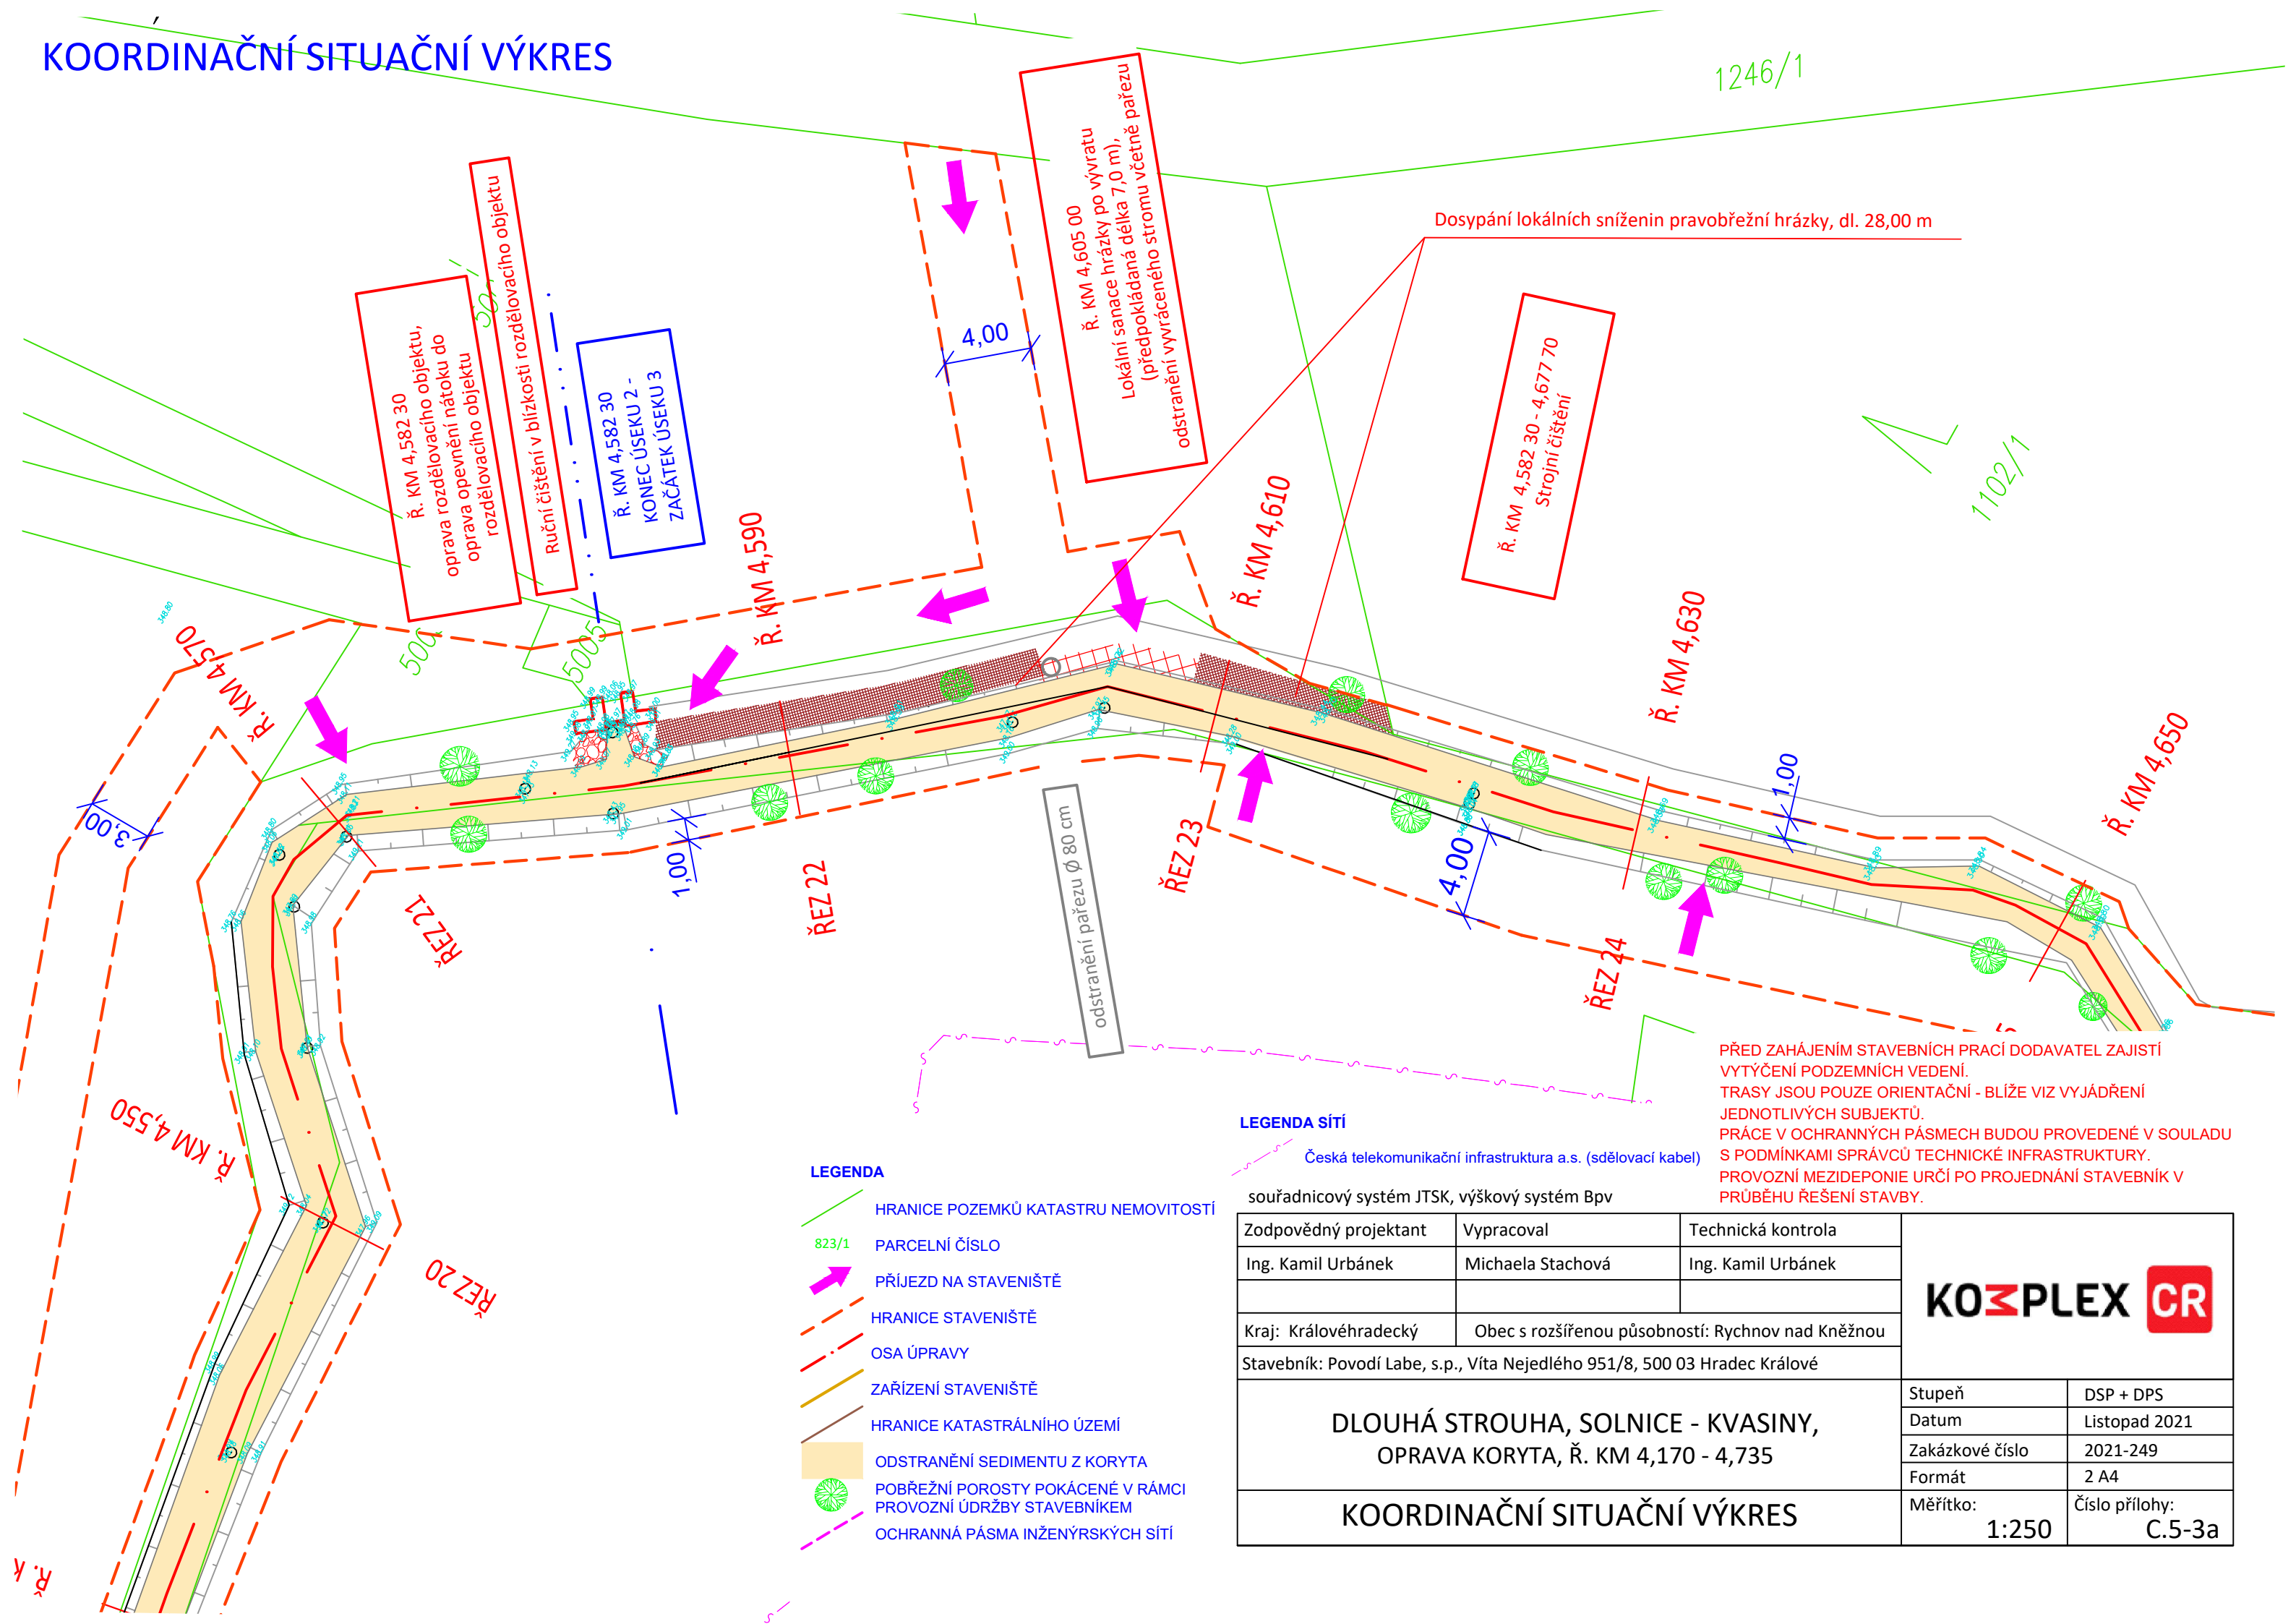 KOORDINAČNÍ SITUAČNÍ VÝKRES
1246/1
1102/1
5005
Dosypání lokálních sníženin pravobřežní hrázky, dl. 28,00 m
Ř. KM 4,582 30
oprava rozdělovacího objektu,
oprava opevnění nátoku do
rozdělovacího objektu
Ruční čištění v blízkosti rozdělovacího objektu
Ř. KM 4,582 30
KONEC ÚSEKU 2 -
ZAČÁTEK ÚSEKU 3
4,00
Ř. KM 4,605 00
Lokální sanace hrázky po vývratu
(předpokládaná délka 7,0 m),
odstranění vyvráceného stromu včetně pařezu
Ř. KM 4,582 30 - 4,677 70
Strojní čištění
Ř. KM 4,570
Ř. KM 4,590
Ř. KM 4,610
Ř. KM 4,630
Ř. KM 4,650
Ř. KM 4,550
3,00
1,00
4,00
1,00
ŘEZ 20
ŘEZ 21
ŘEZ 22
ŘEZ 23
ŘEZ 24
odstranění pařezu Ø 80 cm
PŘED ZAHÁJENÍM STAVEBNÍCH PRACÍ DODAVATEL ZAJISTÍ
VYTÝČENÍ PODZEMNÍCH VEDENÍ.
TRASY JSOU POUZE ORIENTAČNÍ - BLÍŽE VIZ VYJÁDŘENÍ
JEDNOTLIVÝCH SUBJEKTŮ.
PRÁCE V OCHRANNÝCH PÁSMECH BUDOU PROVEDENÉ V SOULADU
S PODMÍNKAMI SPRÁVCŮ TECHNICKÉ INFRASTRUKTURY.
PROVOZNÍ MEZIDEPONIE URČÍ PO PROJEDNÁNÍ STAVEBNÍK V
PRŮBĚHU ŘEŠENÍ STAVBY.
LEGENDA SÍTÍ
Česká telekomunikační infrastruktura a.s. (sdělovací kabel)
LEGENDA
HRANICE POZEMKŮ KATASTRU NEMOVITOSTÍ
823/1 PARCELNÍ ČÍSLO
PŘÍJEZD NA STAVENIŠTĚ
HRANICE STAVENIŠTĚ
OSA ÚPRAVY
ZAŘÍZENÍ STAVENIŠTĚ
HRANICE KATASTRÁLNÍHO ÚZEMÍ
ODSTRANĚNÍ SEDIMENTU Z KORYTA
POBŘEŽNÍ POROSTY POKÁCENÉ V RÁMCI
PROVOZNÍ ÚDRŽBY STAVEBNÍKEM
OCHRANNÁ PÁSMA INŽENÝRSKÝCH SÍTÍ
souřadnicový systém JTSK, výškový systém Bpv
Zodpovědný projektant Vypracoval Technická kontrola
Ing. Kamil Urbánek Michaela Stachová Ing. Kamil Urbánek
Kraj: Královéhradecký Obec s rozšířenou působností: Rychnov nad Kněžnou
Stavebník: Povodí Labe, s.p., Víta Nejedlého 951/8, 500 03 Hradec Králové
KOMPLEX CR
DLOUHÁ STROUHA, SOLNICE - KVASINY,
OPRAVA KORYTA, Ř. KM 4,170 - 4,735
KOORDINAČNÍ SITUAČNÍ VÝKRES
Stupeň DSP + DPS
Datum Listopad 2021
Zakázkové číslo 2021-249
Formát 2 A4
Měřítko: 1:250
Číslo přílohy: C.5-3a